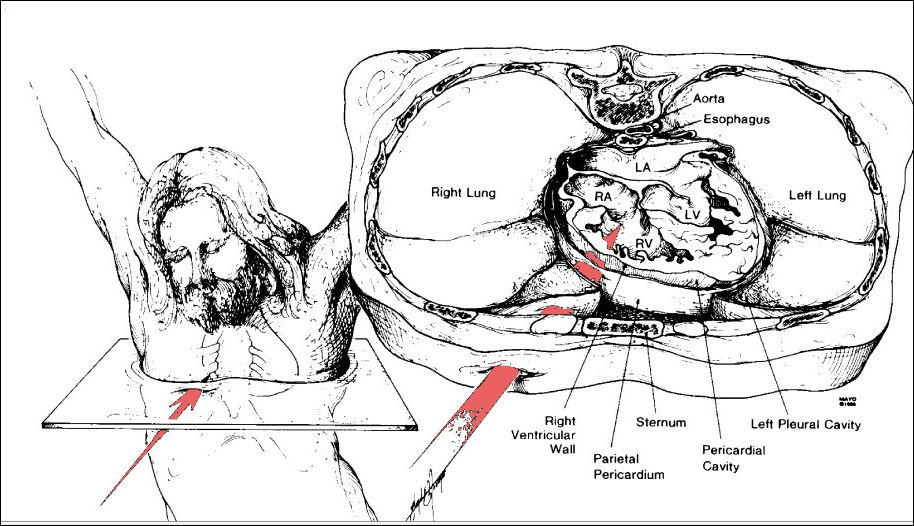 Aorta
Esophagus
LA
Right Lung
RA
LV
Left Lung
RV
MAYO
Right
Ventricular
Wall
Parietal
Pericardium
Sternum
Pericardial
Cavity
Left Pleural Cavity